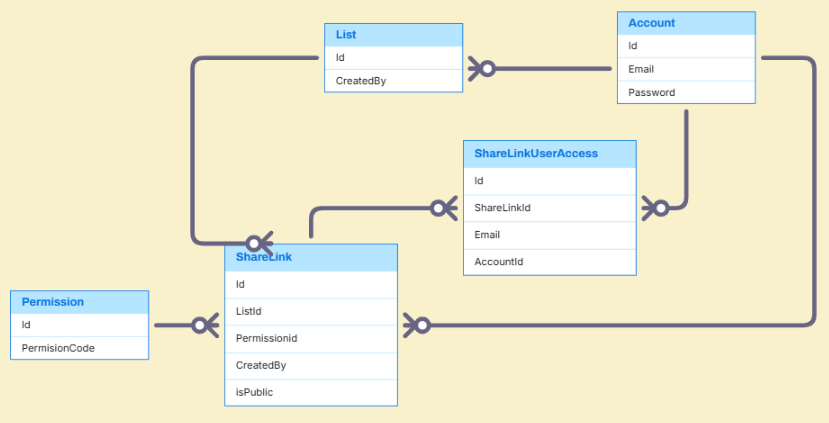 List
Id
CreatedBy
Account
Id
Email
Password
ShareLinkUserAccess
Id
ShareLinkId
Email
AccountId
ShareLink
Id
ListId
Permissionid
CreatedBy
isPublic
Permission
Id
PermisionCode